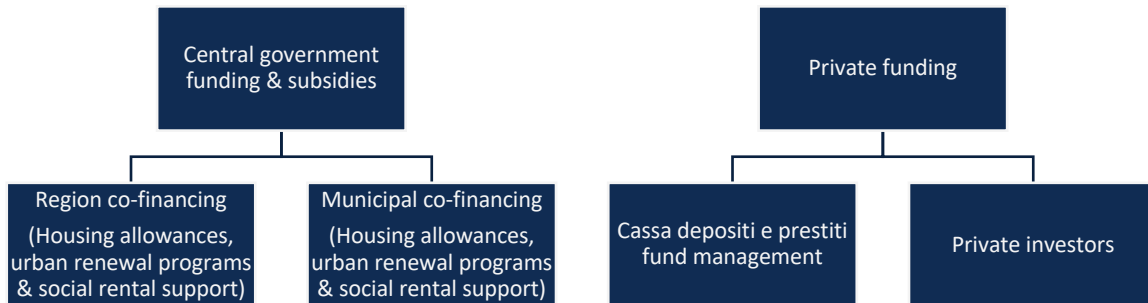 Central government
funding & subsidies
Private funding
Region co-financing
(Housing allowances,
urban renewal programs
& social rental support)
Municipal co-financing
(Housing allowances,
urban renewal programs
& social rental support)
Cassa depositi e prestiti
fund management
Private investors